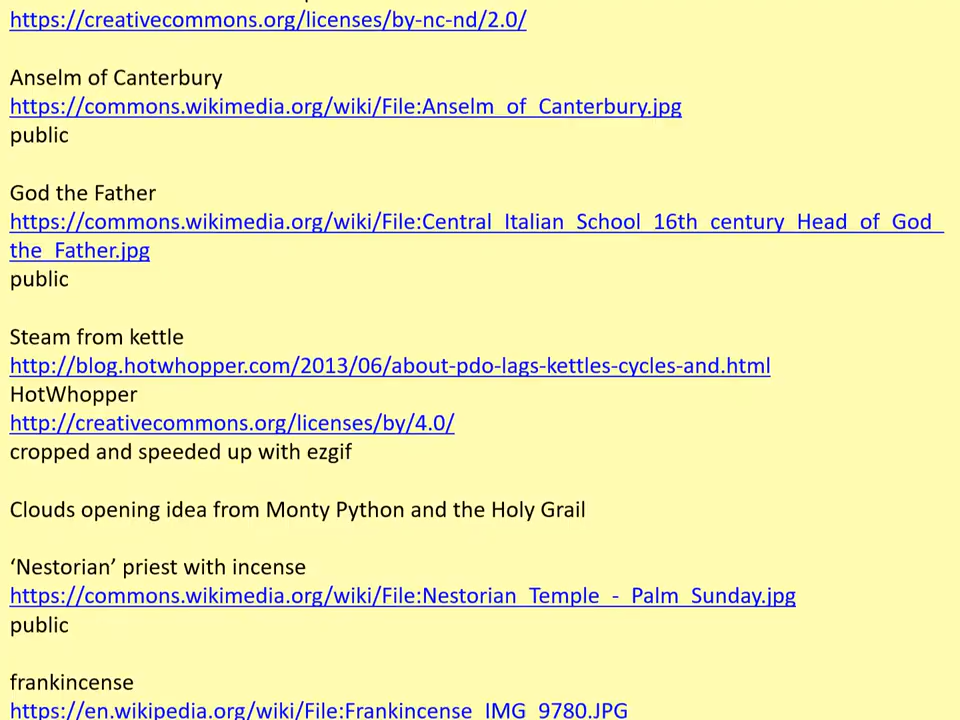 https://creativecommons.org/licenses/by-nc-nd/2.0/
Anselm of Canterbury
https://commons.wikimedia.org/wiki/File:Anselm_of_Canterbury.jpg
public
God the Father
https://commons.wikimedia.org/wiki/File:Central_Italian_School_16th_century_Head_of_God_
the_Father.jpg
public
Steam from kettle
http://blog.hotwhopper.com/2013/06/about-pdo-lags-kettles-cycles-and.html
HotWhopper
http://creativecommons.org/licenses/by/4.0/
cropped and speeded up with ezgif
Clouds opening idea from Monty Python and the Holy Grail
‘Nestorian’ priest with incense
https://commons.wikimedia.org/wiki/File:Nestorian_Temple_-_Palm_Sunday.jpg
public
frankincense
https://en.wikipedia.org/wiki/File:Frankincense_IMG_9780.JPG